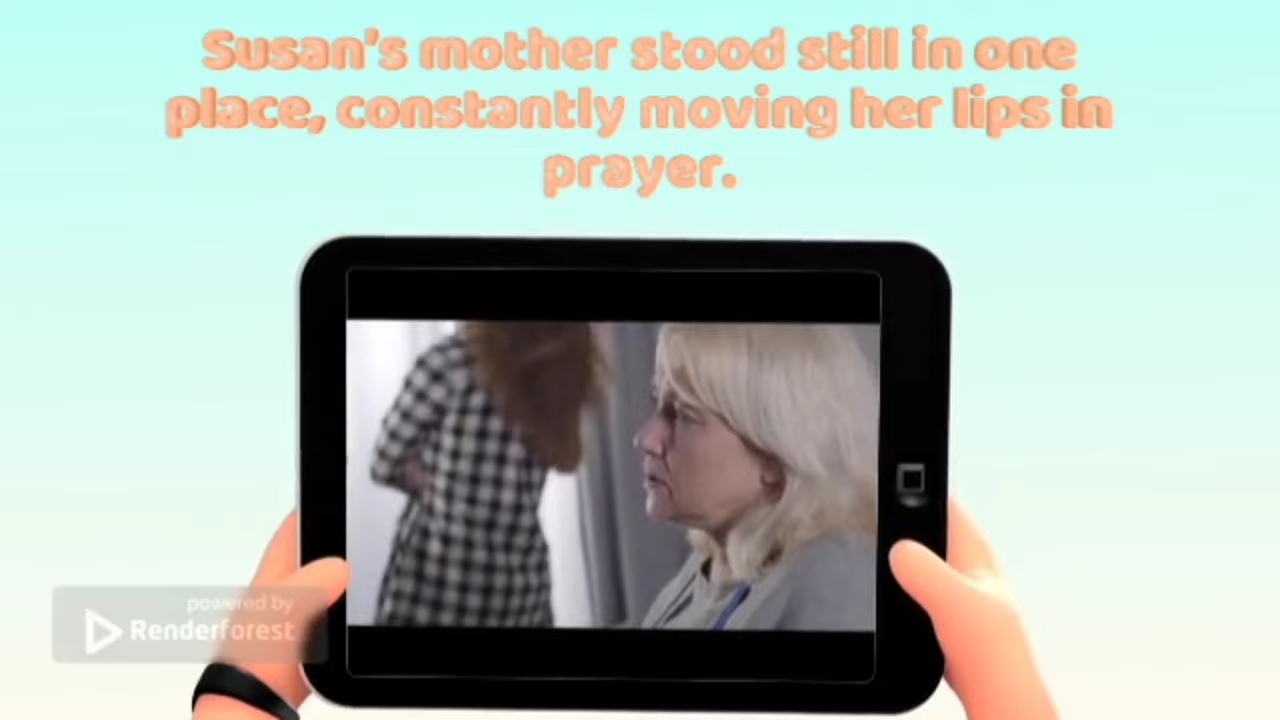 Susan's mother stood still in one
place, constantly moving her lips in
prayer.
powered by
Renderforest